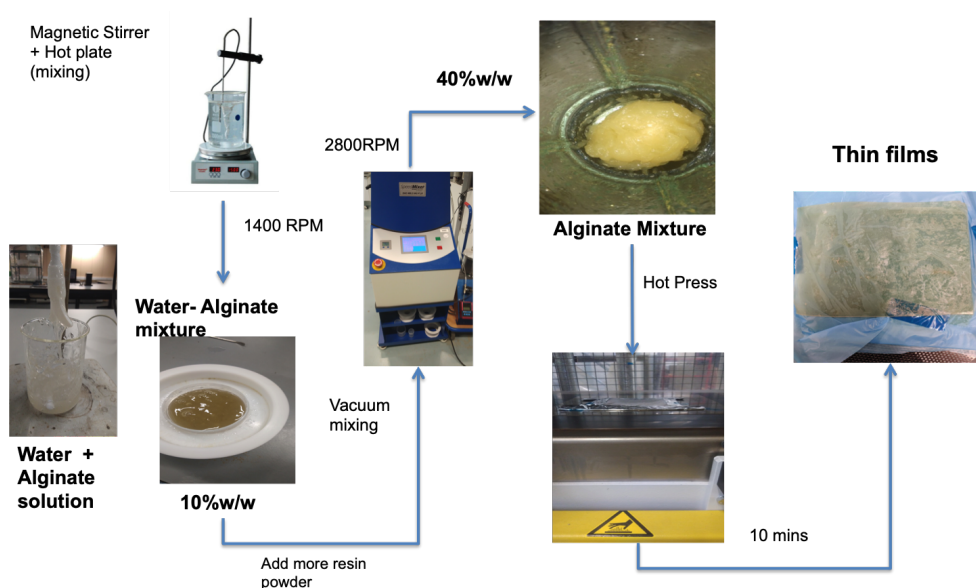 Magnetic Stirrer
+ Hot plate
(mixing)
1400 RPM
Water + 
Alginate
solution
Water- Alginate
mixture
10%w/w
Add more resin
powder
Vacuum
mixing
2800RPM
40%w/w
Alginate Mixture
Hot Press
10 mins
Thin films